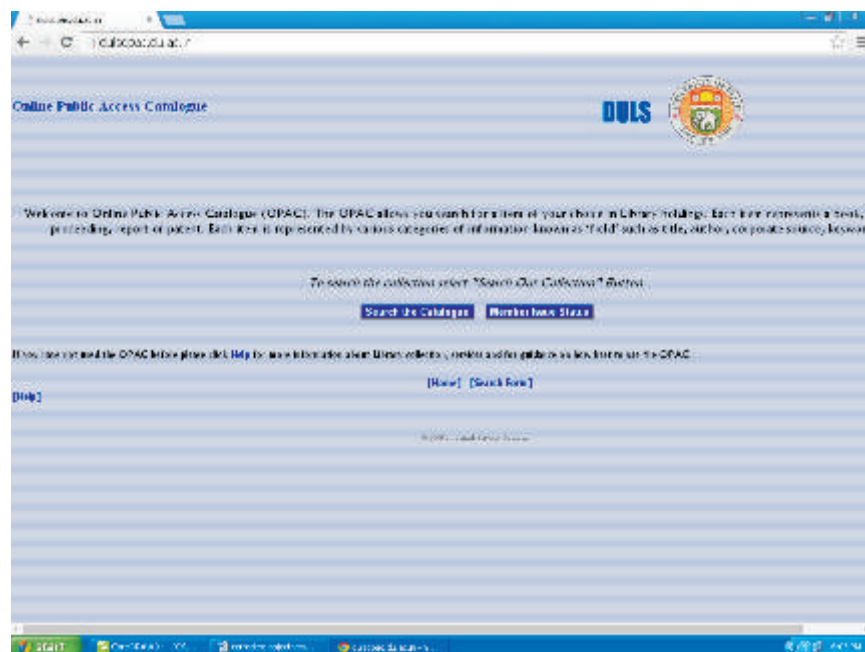 Online Public Access Catalogue
DULS
Welcome to Online Public Access Catalogue (OPAC). The OPAC allows you search for a item of your choice in Library holdings. Each item represents a book,
proceeding, report or patent. Each item is represented by various categories of information known as 'field' such as title, author, corporate source, keyword
To search the collection select "Search Our Collection" Button
Search the Catalogue Member Issue Status
If you have not used the OPAC before please click Help for more information about Library collection, services and for guidance on how best to use the OPAC
[Home] [Search Form]
[Help]
START